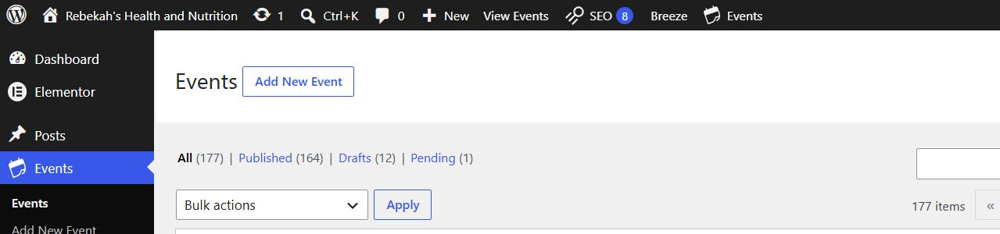 Rebekah's Health and Nutrition 1 Ctrl+K 0 New View Events SEO 8 Breeze Events
Dashboard
Elementor
Posts
Events
Events
Add New Event
Events Add New Event
All (177) | Published (164) | Drafts (12) | Pending (1)
Bulk actions Apply
177 items «